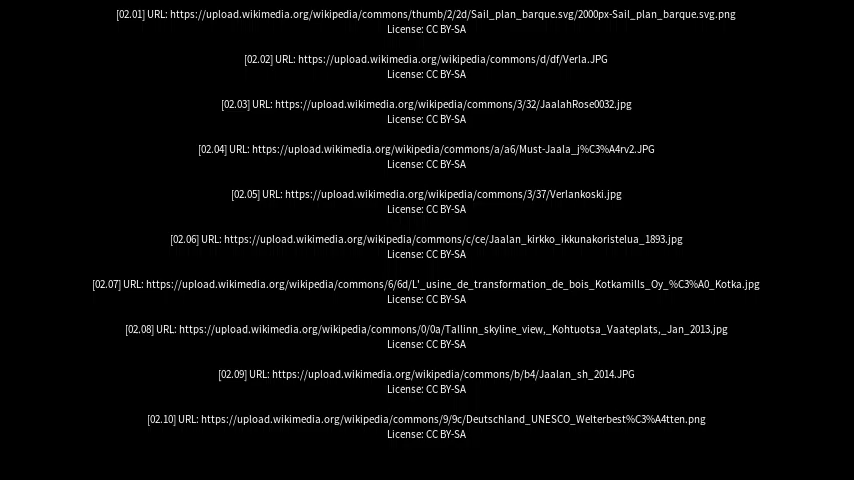 [02.01] URL: https://upload.wikimedia.org/wikipedia/commons/thumb/2/2d/Sail_plan_barque.svg/2000px-Sail_plan_barque.svg.png
License: CC BY-SA
[02.02] URL: https://upload.wikimedia.org/wikipedia/commons/d/df/Verla.JPG
License: CC BY-SA
[02.03] URL: https://upload.wikimedia.org/wikipedia/commons/3/32/JaalahRose0032.jpg
License: CC BY-SA
[02.04] URL: https://upload.wikimedia.org/wikipedia/commons/a/a6/Must-Jaala_j%C3%A4rv2.JPG
License: CC BY-SA
[02.05] URL: https://upload.wikimedia.org/wikipedia/commons/3/37/Verlankoski.jpg
License: CC BY-SA
[02.06] URL: https://upload.wikimedia.org/wikipedia/commons/c/ce/Jaalan_kirkko_ikkunakoristelua_1893.jpg
License: CC BY-SA
[02.07] URL: https://upload.wikimedia.org/wikipedia/commons/6/6d/L'_usine_de_transformation_de_bois_Kotkamills_Oy_%C3%A0_Kotka.jpg
License: CC BY-SA
[02.08] URL: https://upload.wikimedia.org/wikipedia/commons/0/0a/Tallinn_skyline_view,_Kohtuotsa_Vaateplats,_Jan_2013.jpg
License: CC BY-SA
[02.09] URL: https://upload.wikimedia.org/wikipedia/commons/b/b4/Jaalan_sh_2014.JPG
License: CC BY-SA
[02.10] URL: https://upload.wikimedia.org/wikipedia/commons/9/9c/Deutschland_UNESCO_Welterbest%C3%A4tten.png
License: CC BY-SA